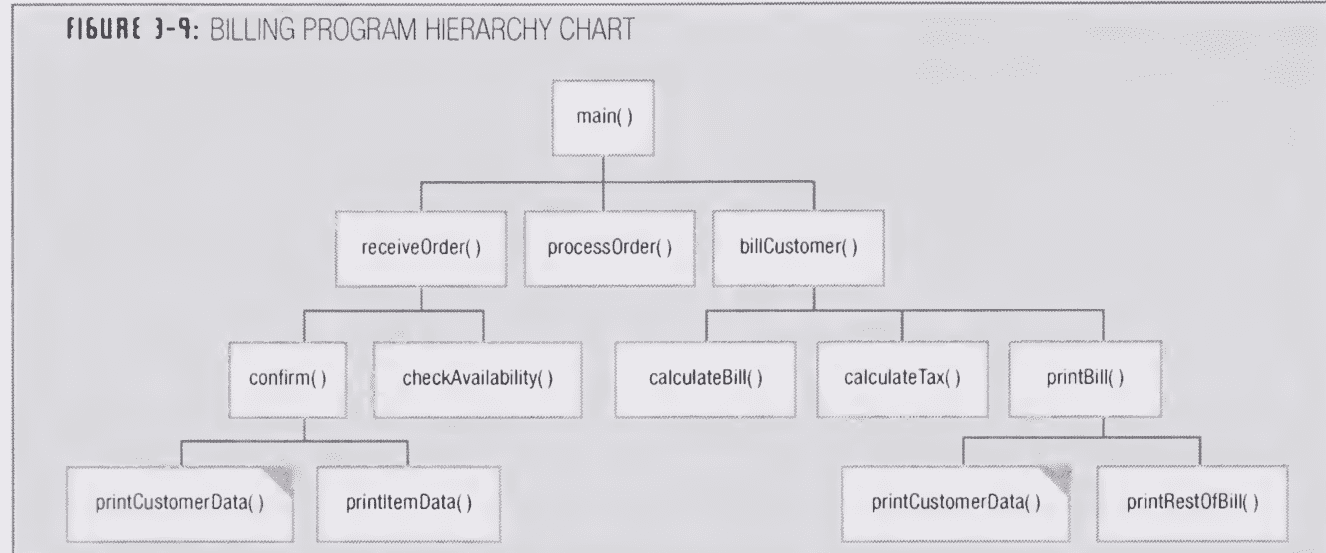 FIGURE 3-9: BILLING PROGRAM HIERARCHY CHART
main( )
receiveOrder( )
processOrder( )
billCustomer( )
confirm( )
checkAvailability( )
calculateBill( )
calculateTax( )
printBill( )
printCustomerData( )
printItemData( )
printCustomerData( )
printRestOfBill( )